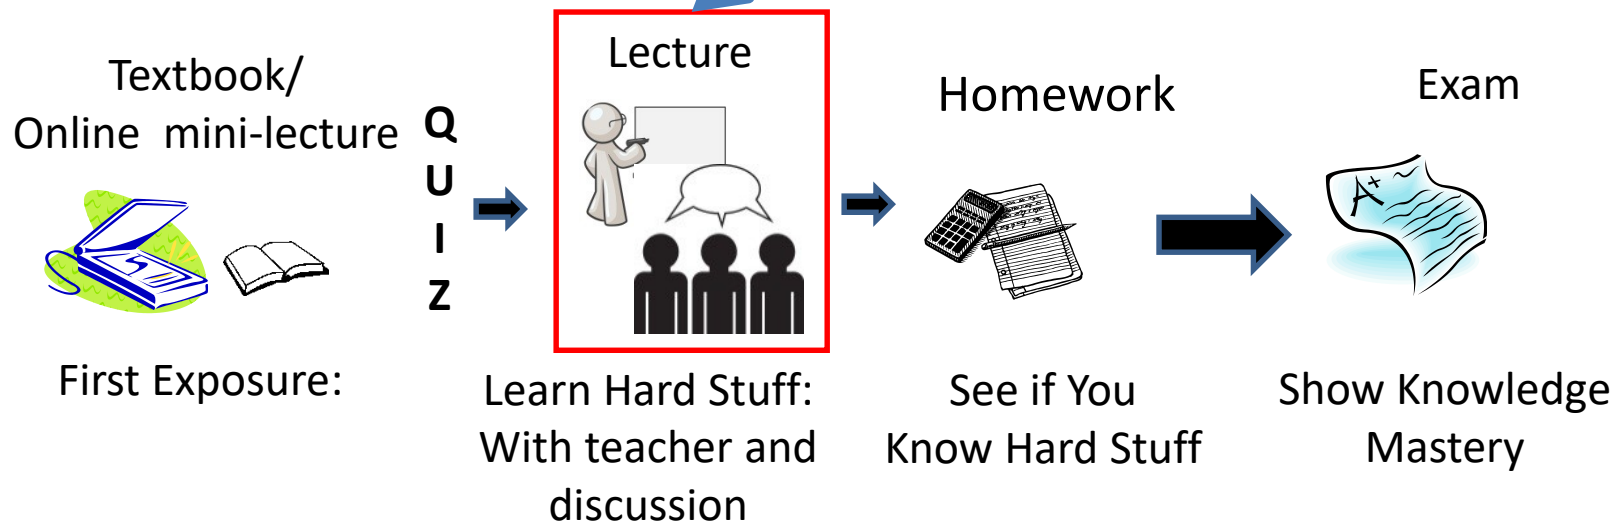 Textbook/
Online mini-lecture
Q
U
I
Z
Lecture
Homework
Exam
A+
First Exposure:
Learn Hard Stuff:
With teacher and
discussion
See if You
Know Hard Stuff
Show Knowledge
Mastery